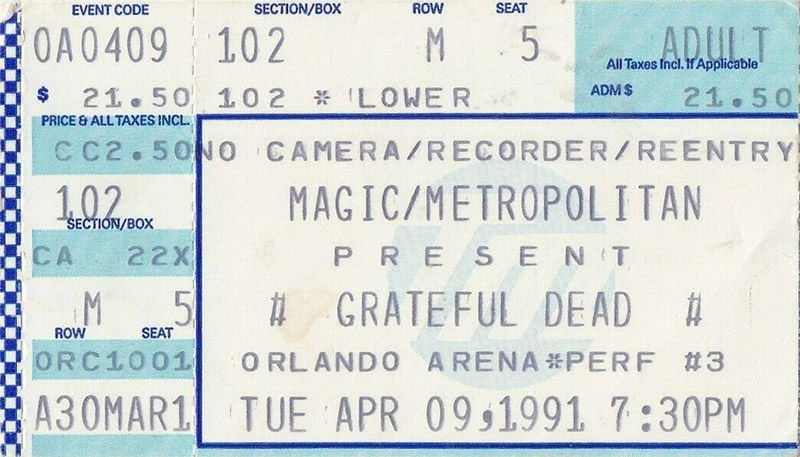 EVENT CODE SECTION/BOX ROW SEAT
OA0409 102 M 5 ADULT
All Taxes Incl. If Applicable
$ 21.50 102 * LOWER ADM $ 21.50
PRICE & ALL TAXES INCL.
CC2.50 NO CAMERA/RECORDER/REENTRY
102 MAGIC/METROPOLITAN
SECTION/BOX
CA 22X PRESENT
M 5 # GRATEFUL DEAD #
ROW SEAT
ORC1001 ORLANDO ARENA*PERF #3
A30MAR1 TUE APR 09,1991 7:30PM